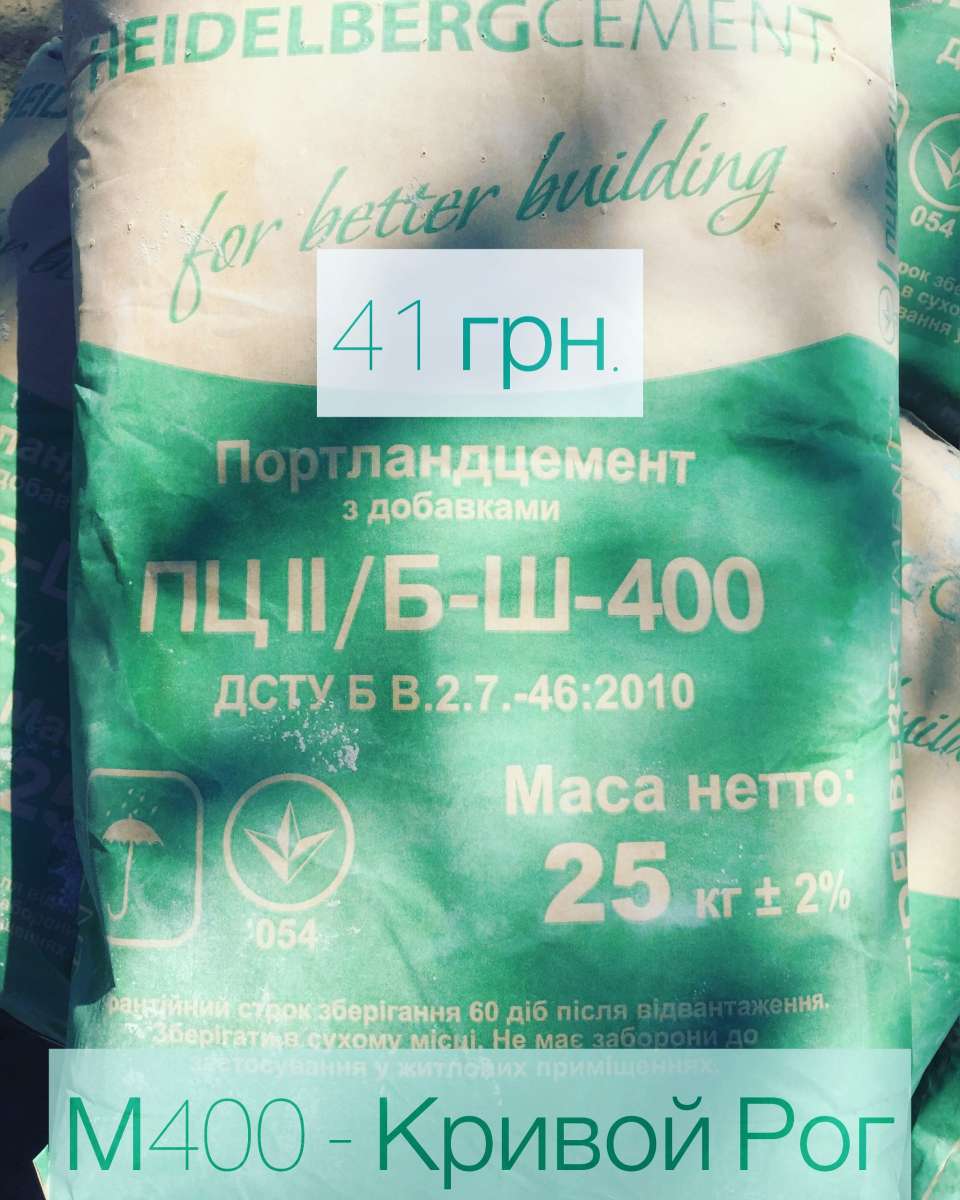 HEIDELBERGCEMENT
for better building
41 грн.
Портландцемент
з добавками
ПЦ II/Б-Ш-400
ДСТУ Б В.2.7.-46:2010
Маса нетто:
25 кг ± 2%
054
054
рантійний строк зберігання 60 діб після відвантаження.
Зберігати в сухому місці. Не має заборони до
застосування у житлових приміщеннях.
М400 - Кривой Рог